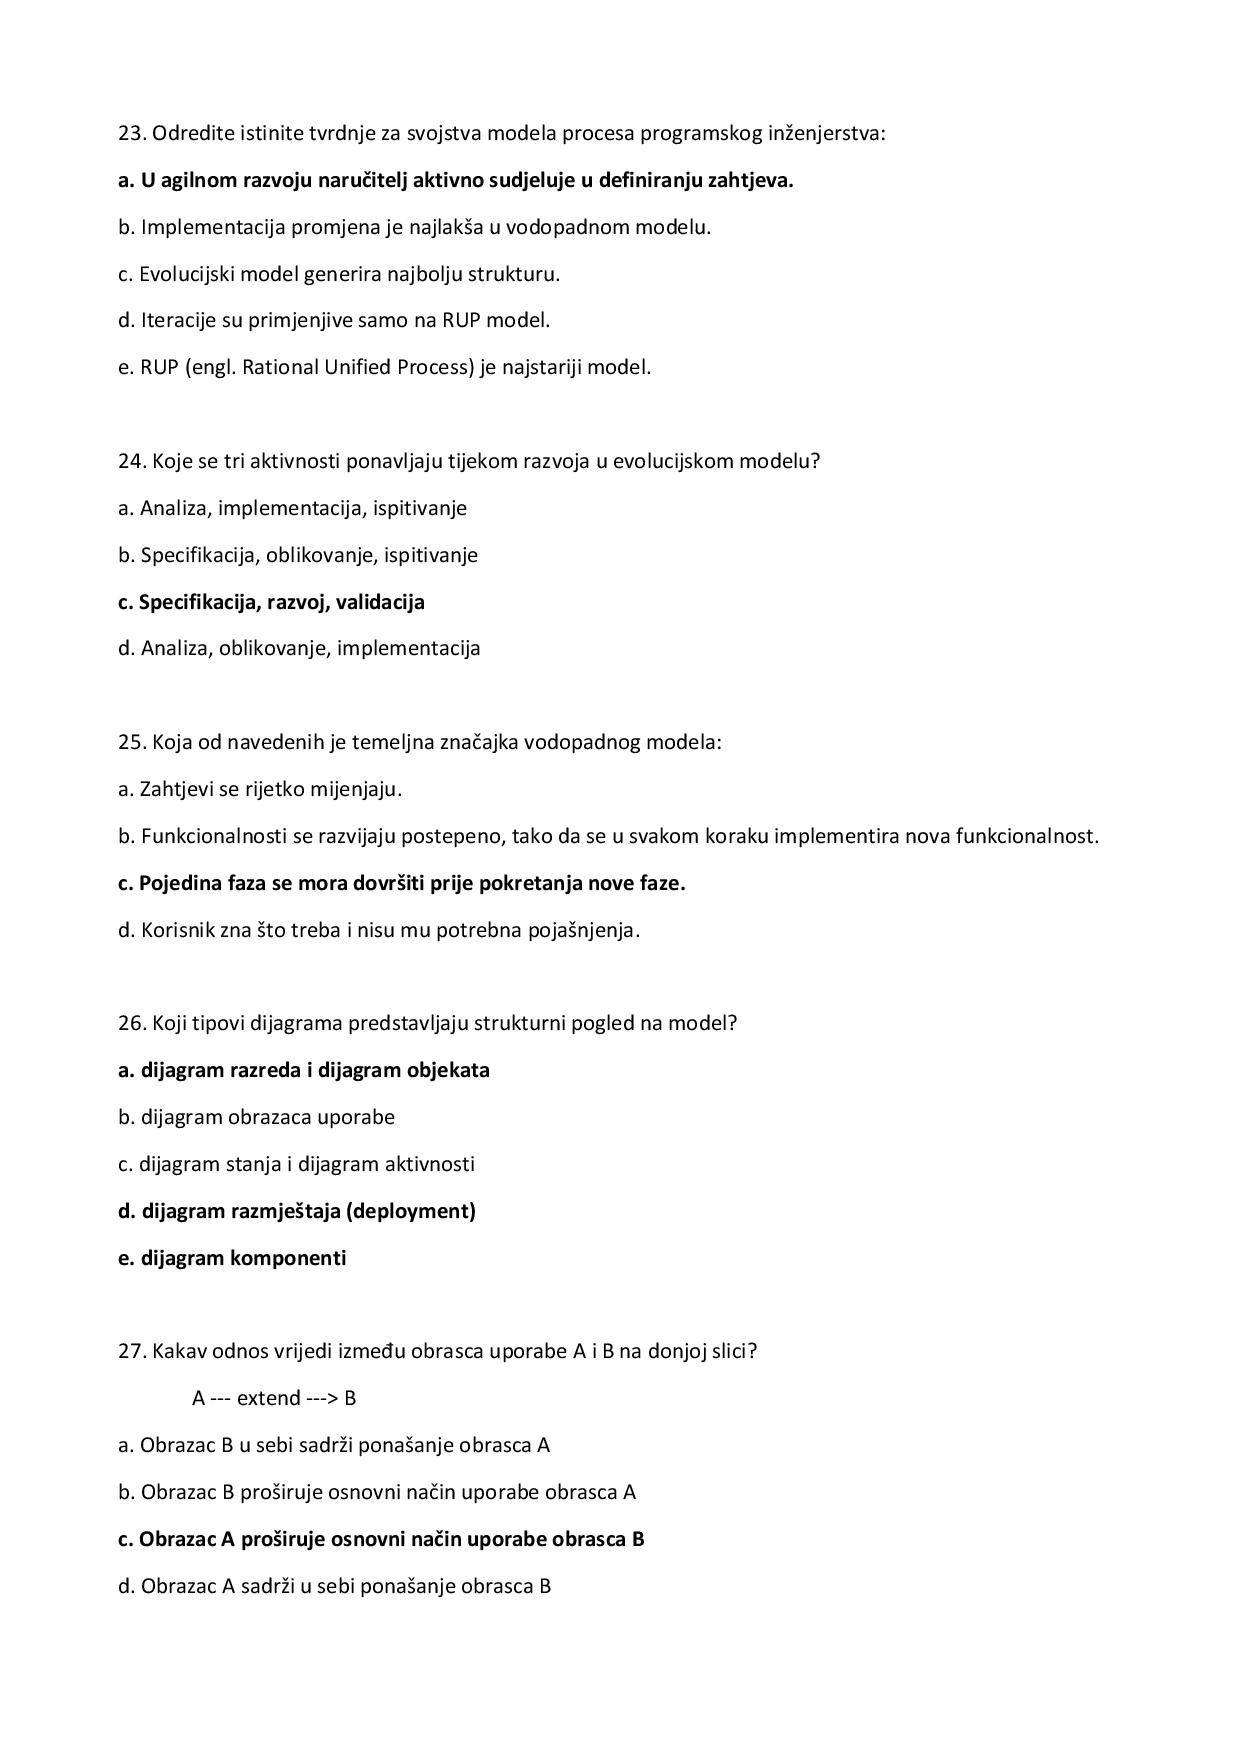 23. Odredite istinite tvrdnje za svojstva modela procesa programskog inženjerstva:
a. U agilnom razvoju naručitelj aktivno sudjeluje u definiranju zahtjeva.
b. Implementacija promjena je najlakša u vodopadnom modelu.
c. Evolucijski model generira najbolju strukturu.
d. Iteracije su primjenjive samo na RUP model.
e. RUP (engl. Rational Unified Process) je najstariji model.
24. Koje se tri aktivnosti ponavljaju tijekom razvoja u evolucijskom modelu?
a. Analiza, implementacija, ispitivanje
b. Specifikacija, oblikovanje, ispitivanje
c. Specifikacija, razvoj, validacija
d. Analiza, oblikovanje, implementacija
25. Koja od navedenih je temeljna značajka vodopadnog modela:
a. Zahtjevi se rijetko mijenjaju.
b. Funkcionalnosti se razvijaju postepeno, tako da se u svakom koraku implementira nova funkcionalnost.
c. Pojedina faza se mora dovršiti prije pokretanja nove faze.
d. Korisnik zna što treba i nisu mu potrebna pojašnjenja.
26. Koji tipovi dijagrama predstavljaju strukturni pogled na model?
a. dijagram razreda i dijagram objekata
b. dijagram obrazaca uporabe
c. dijagram stanja i dijagram aktivnosti
d. dijagram razmještaja (deployment)
e. dijagram komponenti
27. Kakav odnos vrijedi između obrasca uporabe A i B na donjoj slici?
A --- extend ---> B
a. Obrazac B u sebi sadrži ponašanje obrasca A
b. Obrazac B proširuje osnovni način uporabe obrasca A
c. Obrazac A proširuje osnovni način uporabe obrasca B
d. Obrazac A sadrži u sebi ponašanje obrasca B